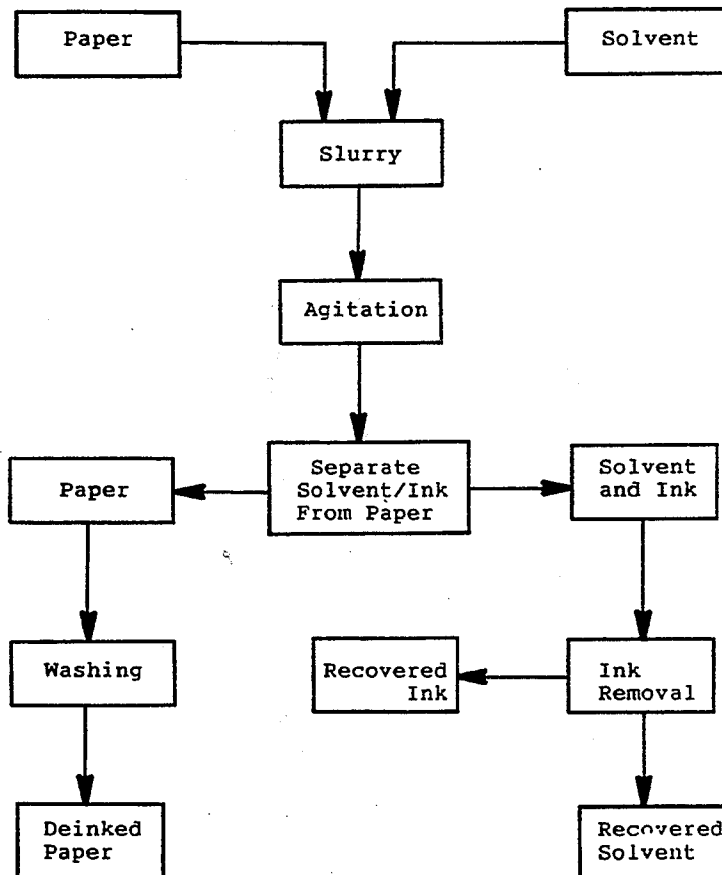 Paper
Solvent
Slurry
Agitation
Separate
Solvent/Ink
From Paper
Paper
Solvent
and Ink
Washing
Recovered
Ink
Ink
Removal
Deinked
Paper
Recovered
Solvent